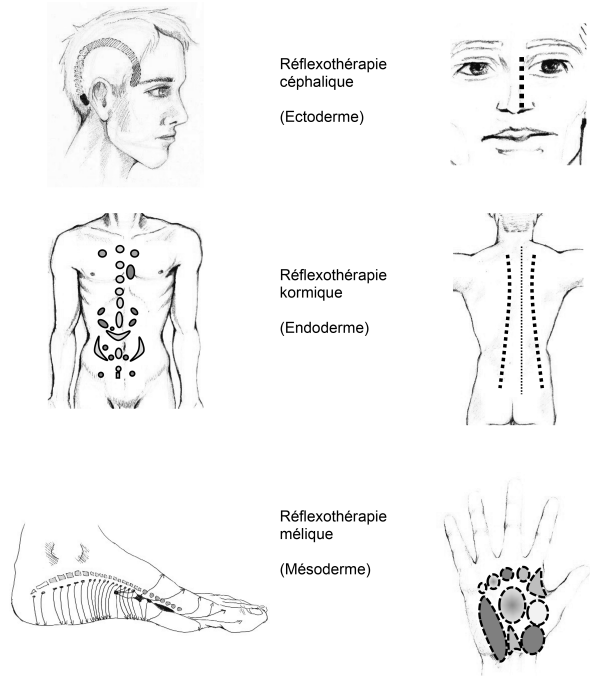 Réflexothérapie
céphalique
(Ectoderme)
Réflexothérapie
kormique
(Endoderme)
Réflexothérapie
mélique
(Mésoderme)